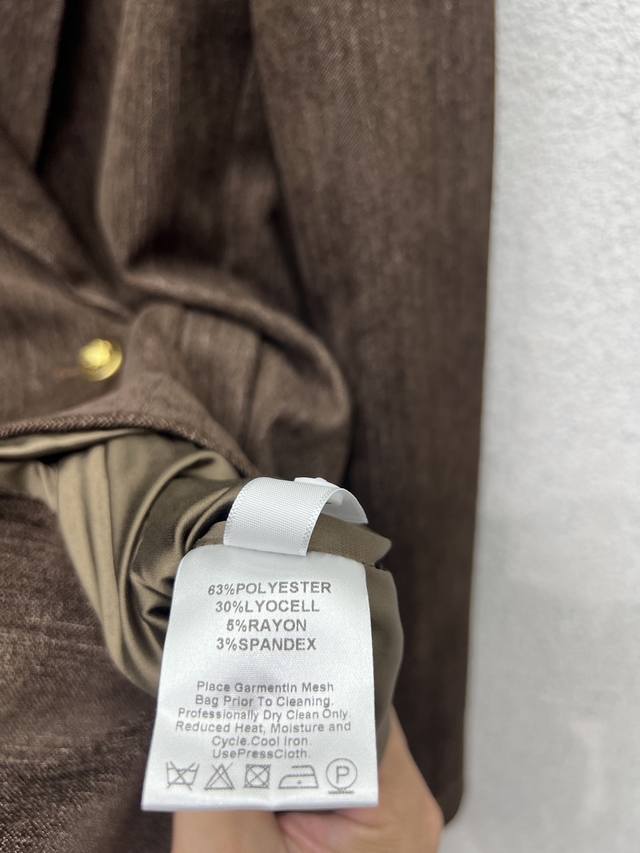 63%POLYESTER
30%LYOCELL
5%RAYON
3%SPANDEX
Place Garmentin Mesh
Bag Prior To Cleaning.
Professionally Dry Clean Only.
Reduced Heat, Moisture and
Cycle.Cool Iron.
UsePressCloth.
P